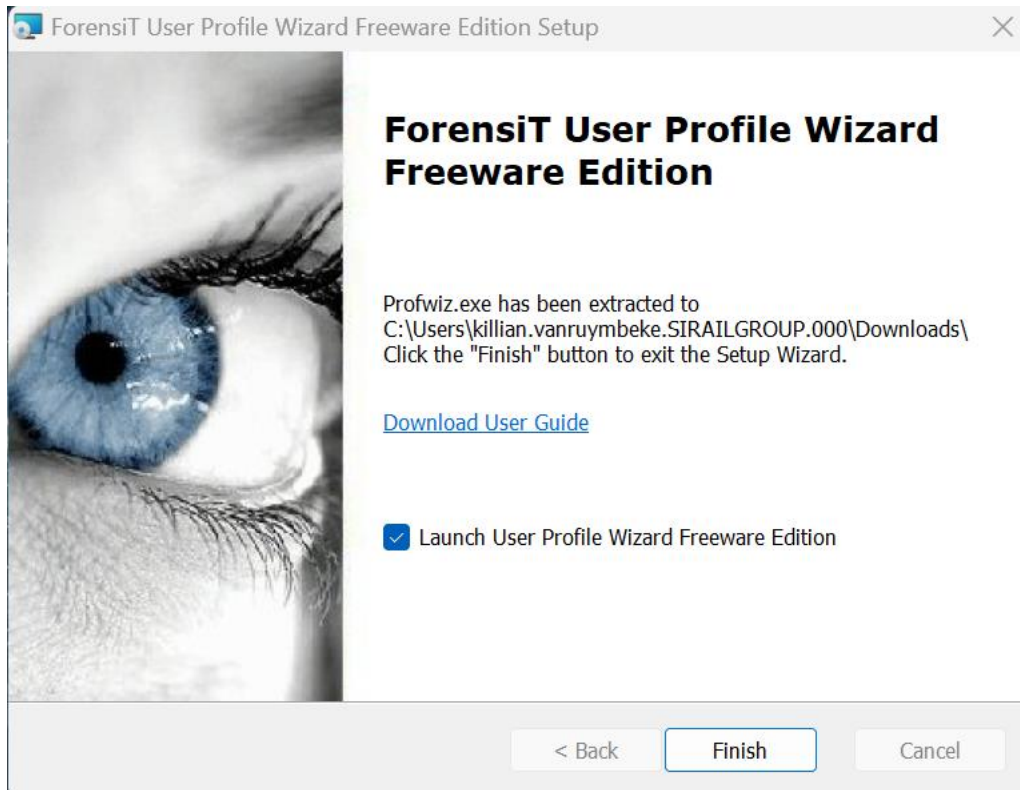 ForensiT User Profile Wizard Freeware Edition Setup
ForensiT User Profile Wizard
Freeware Edition
Profwiz.exe has been extracted to
C:\Users\killian.vanruymbeke.SIRAILGROUP.000\Downloads\
Click the "Finish" button to exit the Setup Wizard.
Download User Guide
Launch User Profile Wizard Freeware Edition
< Back
Finish
Cancel